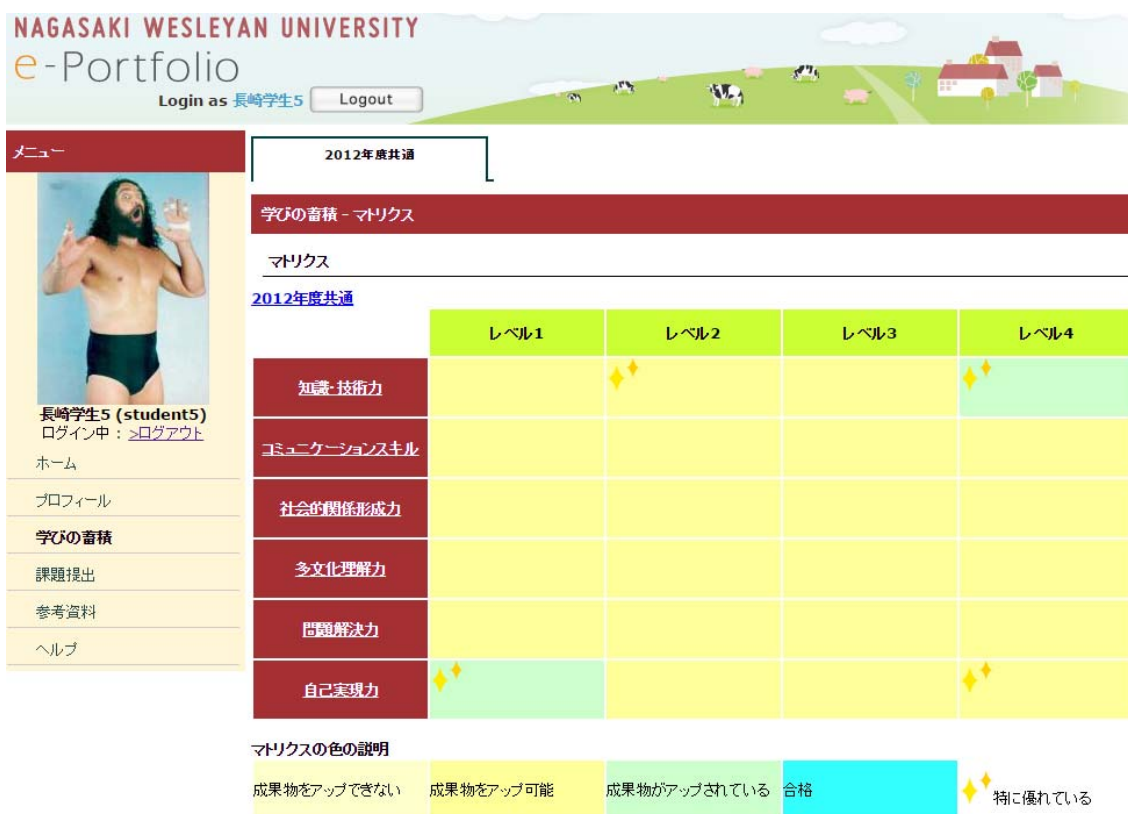 NAGASAKI WESLEYAN UNIVERSITY
e-Portfolio
Login as 長崎学生5 Logout
メニュー
長崎学生5 (student5)
ログイン中：>ログアウト
ホーム
プロフィール
学びの蓄積
課題提出
参考資料
ヘルプ
2012年度共通
学びの蓄積 - マトリクス
マトリクス
2012年度共通
レベル1 レベル2 レベル3 レベル4
知識・技術力
コミュニケーションスキル
社会的関係形成力
多文化理解力
問題解決力
自己実現力
マトリクスの色の説明
成果物をアップできない 成果物をアップ可能 成果物がアップされている 合格 特に優れている